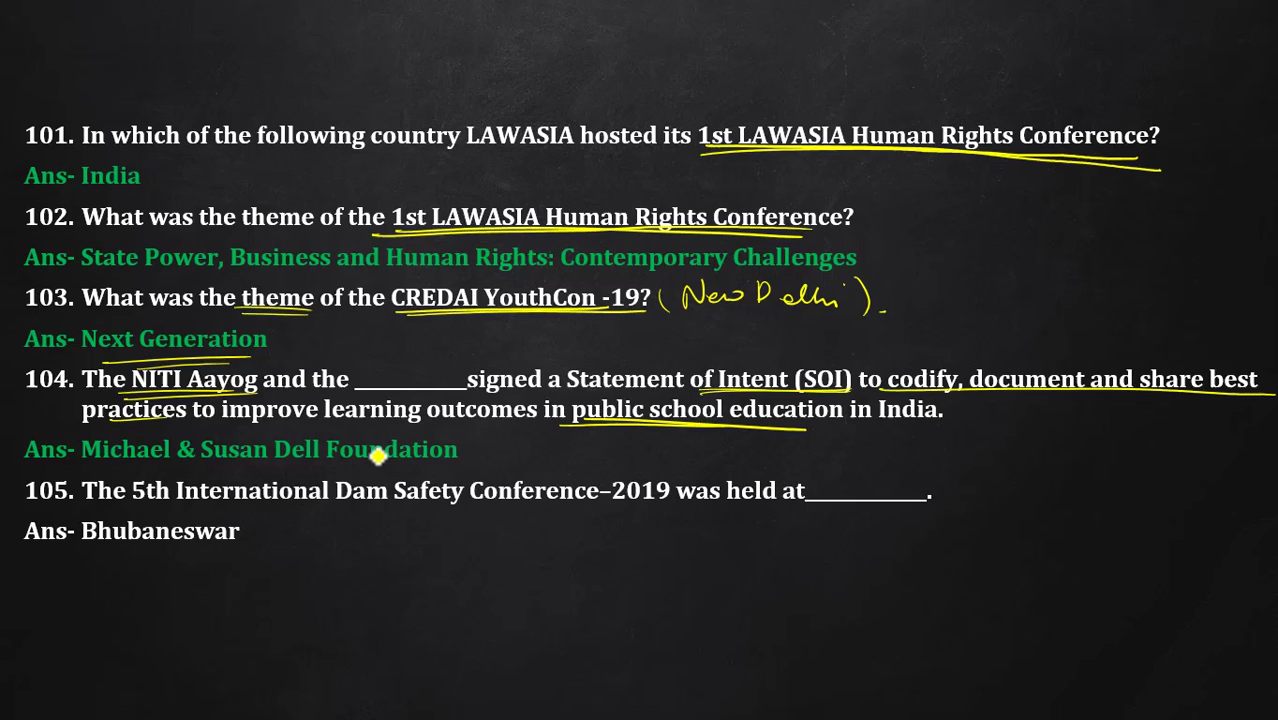 101. In which of the following country LAWASIA hosted its 1st LAWASIA Human Rights Conference?
Ans- India
102. What was the theme of the 1st LAWASIA Human Rights Conference?
Ans- State Power, Business and Human Rights: Contemporary Challenges
103. What was the theme of the CREDAI YouthCon -19? (New Delhi).
Ans- Next Generation
104. The NITI Aayog and the __________signed a Statement of Intent (SOI) to codify, document and share best
practices to improve learning outcomes in public school education in India.
Ans- Michael & Susan Dell Foundation
105. The 5th International Dam Safety Conference–2019 was held at___________.
Ans- Bhubaneswar